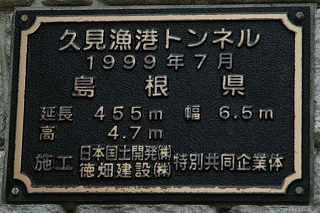 久見漁港トンネル
1999年7月
島根県
延長 455m 幅 6.5m
高 4.7m
施工 日本国土開発㈱ 特別共同企業体
徳畑建設㈱